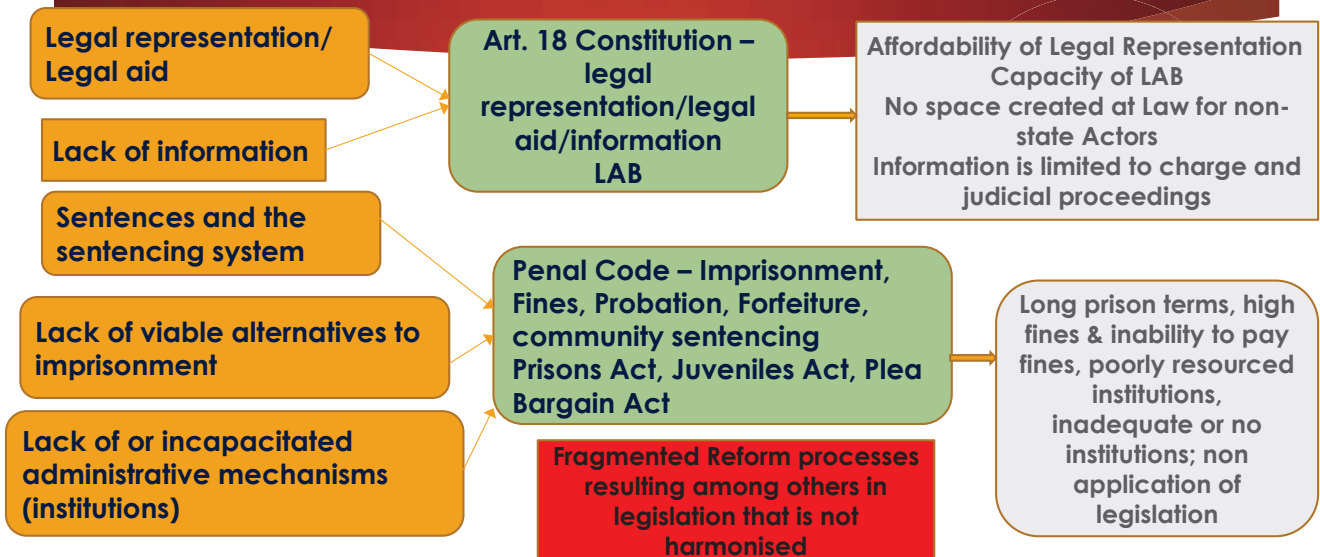 Legal representation/
Legal aid
Lack of information
Art. 18 Constitution –
legal
representation/legal
aid/information
LAB
Affordability of Legal Representation
Capacity of LAB
No space created at Law for non-
state Actors
Information is limited to charge and
judicial proceedings
Sentences and the
sentencing system
Lack of viable alternatives to
imprisonment
Lack of or incapacitated
administrative mechanisms
(institutions)
Penal Code – Imprisonment,
Fines, Probation, Forfeiture,
community sentencing
Prisons Act, Juveniles Act, Plea
Bargain Act
Long prison terms, high
fines & inability to pay
fines, poorly resourced
institutions,
inadequate or no
institutions; non
application of
legislation
Fragmented Reform processes
resulting among others in
legislation that is not
harmonised